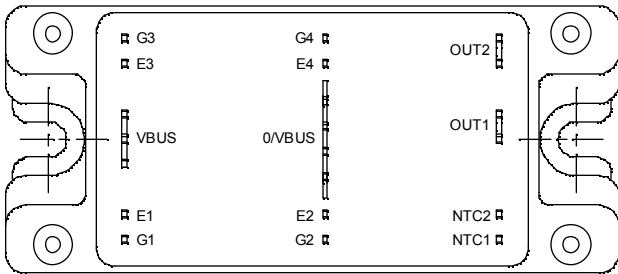 G3 G4 OUT2
E3 E4
VBUS 0/VBUS OUT1
E1 E2 NTC2
G1 G2 NTC1